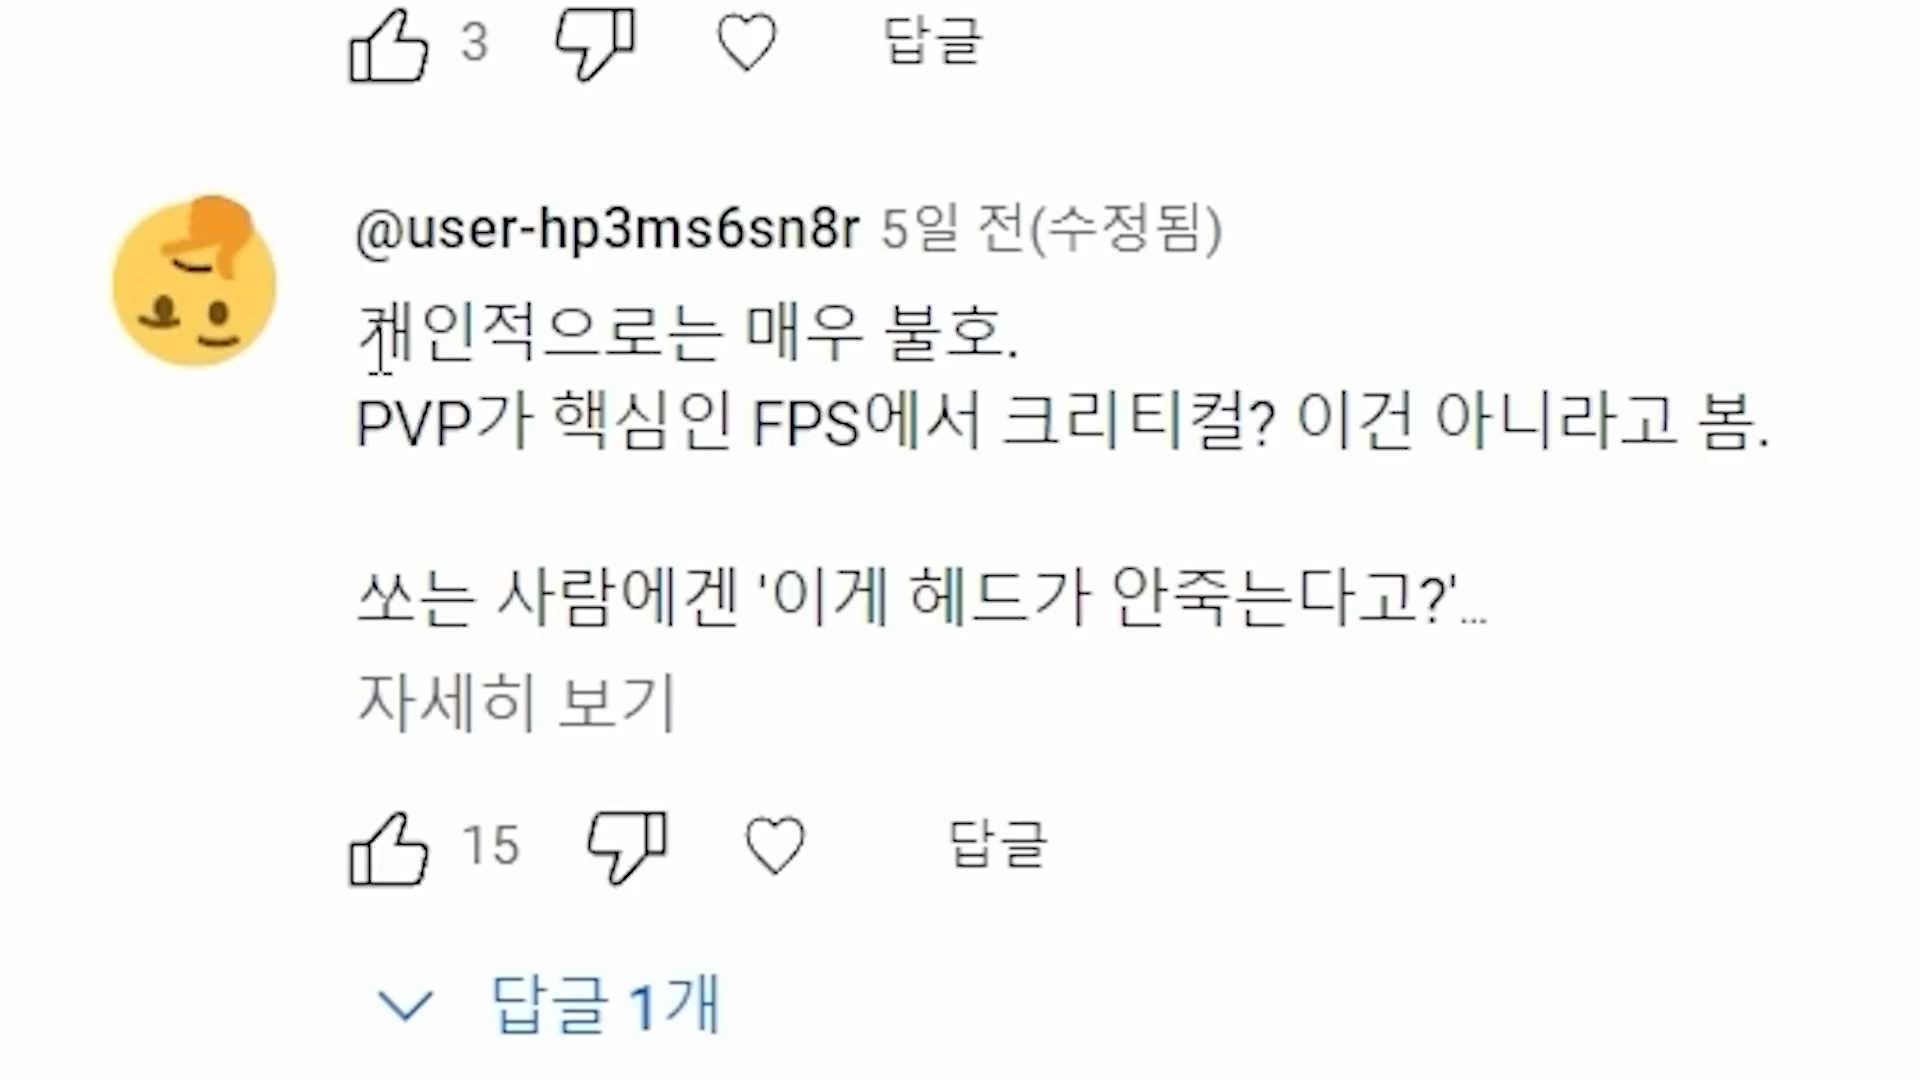 3 답글
@user-hp3ms6sn8r 5일 전(수정됨)
개인적으로는 매우 불호.
PVP가 핵심인 FPS에서 크리티컬? 이건 아니라고 봄.
쏘는 사람에겐 '이게 헤드가 안죽는다고?'...
자세히 보기
15 답글
답글 1개